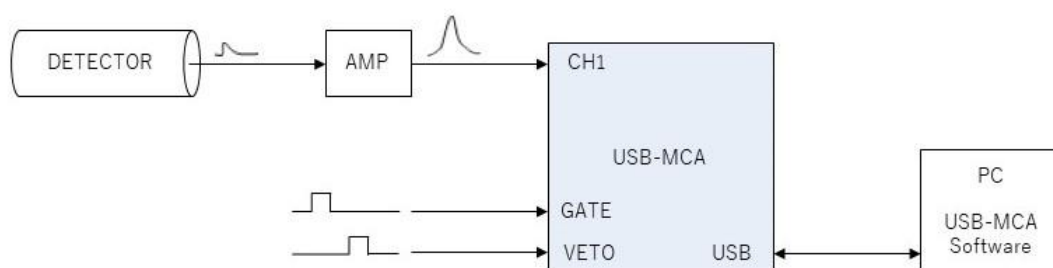 DETECTOR
AMP
CH1
USB-MCA
GATE
VETO
USB
PC
USB-MCA
Software